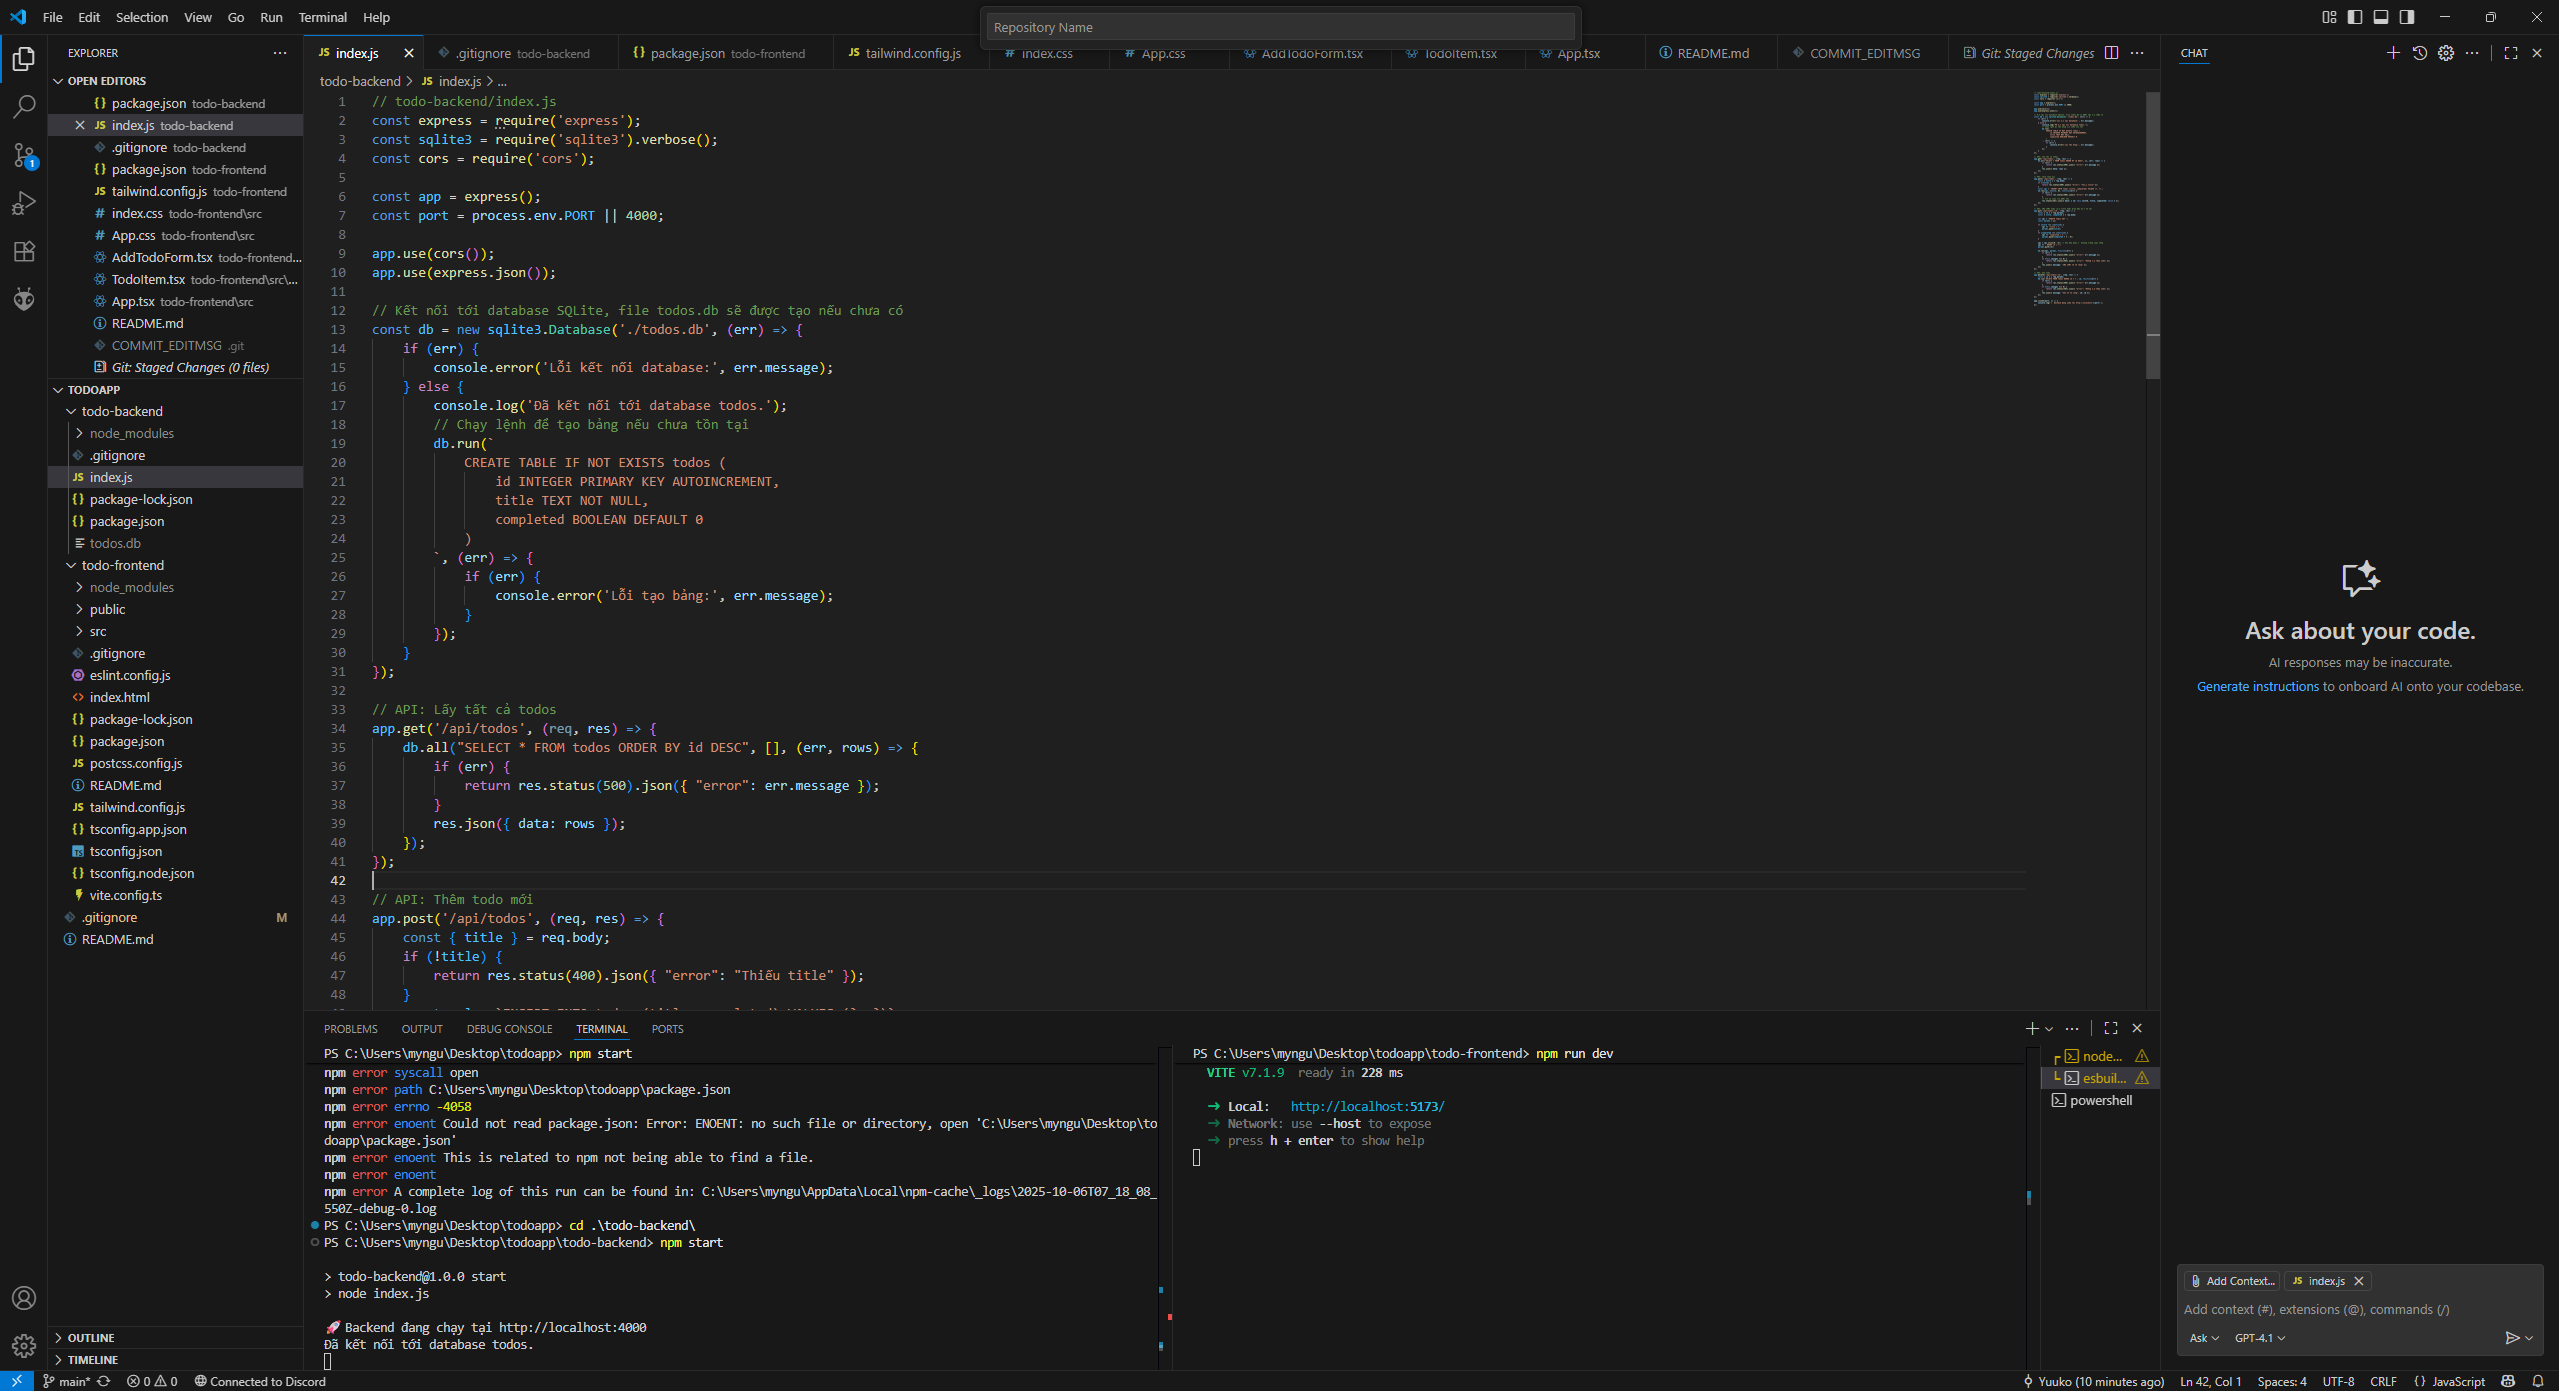 File Edit Selection View Go Run Terminal Help
Repository Name
EXPLORER
OPEN EDITORS
package.json todo-backend
index.js todo-backend
.gitignore todo-backend
package.json todo-frontend
tailwind.config.js todo-frontend
index.css todo-frontend\src
App.css todo-frontend\src
AddTodoForm.tsx todo-frontend...
TodoItem.tsx todo-frontend\src\...
App.tsx todo-frontend\src
README.md
COMMIT_EDITMSG .git
Git: Staged Changes (0 files)
TODOAPP
todo-backend
node_modules
.gitignore
index.js
package-lock.json
package.json
todos.db
todo-frontend
node_modules
public
src
.gitignore
eslint.config.js
index.html
package-lock.json
package.json
postcss.config.js
README.md
tailwind.config.js
tsconfig.app.json
tsconfig.json
tsconfig.node.json
vite.config.ts
.gitignore M
README.md
OUTLINE
TIMELINE
index.js .gitignore todo-backend package.json todo-frontend tailwind.config.js index.css App.css AddTodoForm.tsx TodoItem.tsx App.tsx README.md COMMIT_EDITMSG Git: Staged Changes
todo-backend > JS index.js > ...
1 // todo-backend/index.js
2 const express = require('express');
3 const sqlite3 = require('sqlite3').verbose();
4 const cors = require('cors');
5
6 const app = express();
7 const port = process.env.PORT || 4000;
8
9 app.use(cors());
10 app.use(express.json());
11
12 // Kết nối tới database SQLite, file todos.db sẽ được tạo nếu chưa có
13 const db = new sqlite3.Database('./todos.db', (err) => {
14 if (err) {
15 console.error('Lỗi kết nối database:', err.message);
16 } else {
17 console.log('Đã kết nối tới database todos.');
18 // Chạy lệnh để tạo bảng nếu chưa tồn tại
19 db.run(`
20 CREATE TABLE IF NOT EXISTS todos (
21 id INTEGER PRIMARY KEY AUTOINCREMENT,
22 title TEXT NOT NULL,
23 completed BOOLEAN DEFAULT 0
24 )
25 `, (err) => {
26 if (err) {
27 console.error('Lỗi tạo bảng:', err.message);
28 }
29 });
30 }
31 });
32
33 // API: Lấy tất cả todos
34 app.get('/api/todos', (req, res) => {
35 db.all("SELECT * FROM todos ORDER BY id DESC", [], (err, rows) => {
36 if (err) {
37 return res.status(500).json({ "error": err.message });
38 }
39 res.json({ data: rows });
40 });
41 });
42
43 // API: Thêm todo mới
44 app.post('/api/todos', (req, res) => {
45 const { title } = req.body;
46 if (!title) {
47 return res.status(400).json({ "error": "Thiếu title" });
48 }
PROBLEMS OUTPUT DEBUG CONSOLE TERMINAL PORTS
PS C:\Users\myngu\Desktop\todoapp> npm start
npm error syscall open
npm error path C:\Users\myngu\Desktop\todoapp\package.json
npm error errno -4058
npm error enoent Could not read package.json: Error: ENOENT: no such file or directory, open 'C:\Users\myngu\Desktop\to
doapp\package.json'
npm error enoent This is related to npm not being able to find a file.
npm error enoent
npm error A complete log of this run can be found in: C:\Users\myngu\AppData\Local\npm-cache\_logs\2025-10-06T07_18_08_
550Z-debug-0.log
PS C:\Users\myngu\Desktop\todoapp> cd .\todo-backend\
PS C:\Users\myngu\Desktop\todoapp\todo-backend> npm start
> todo-backend@1.0.0 start
> node index.js
🚀 Backend đang chạy tại http://localhost:4000
Đã kết nối tới database todos.
PS C:\Users\myngu\Desktop\todoapp\todo-frontend> npm run dev
VITE v7.1.9 ready in 228 ms
➜ Local: http://localhost:5173/
➜ Network: use --host to expose
➜ press h + enter to show help
node...
esbuil...
powershell
CHAT
Ask about your code.
AI responses may be inaccurate.
Generate instructions to onboard AI onto your codebase.
Add Context... JS index.js
Add context (#), extensions (@), commands (/)
Ask GPT-4.1
main* 0 0 Connected to Discord
Yuuko (10 minutes ago) Ln 42, Col 1 Spaces: 4 UTF-8 CRLF {} JavaScript